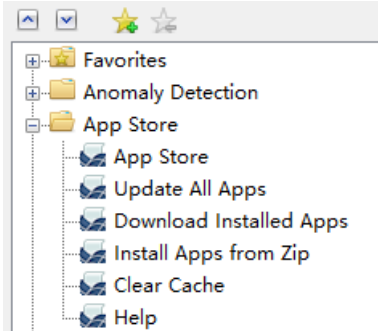 Favorites
Anomaly Detection
App Store
App Store
Update All Apps
Download Installed Apps
Install Apps from Zip
Clear Cache
Help